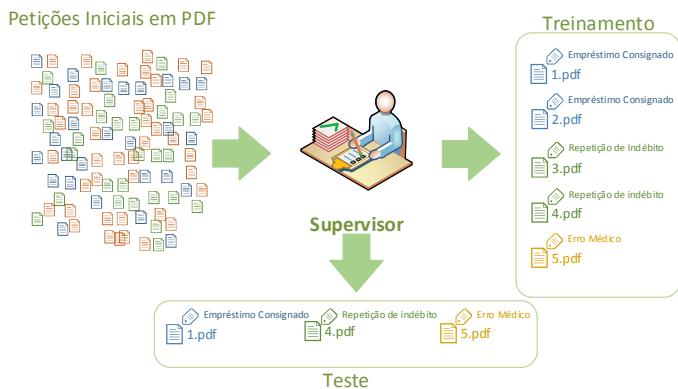 Petições Iniciais em PDF
Supervisor
Treinamento
Empréstimo Consignado
1.pdf
Empréstimo Consignado
2.pdf
Repetição de Indébito
3.pdf
Repetição de indébito
4.pdf
Erro Médico
5.pdf
Empréstimo Consignado
1.pdf
Repetição de indébito
4.pdf
Erro Médico
5.pdf
Teste